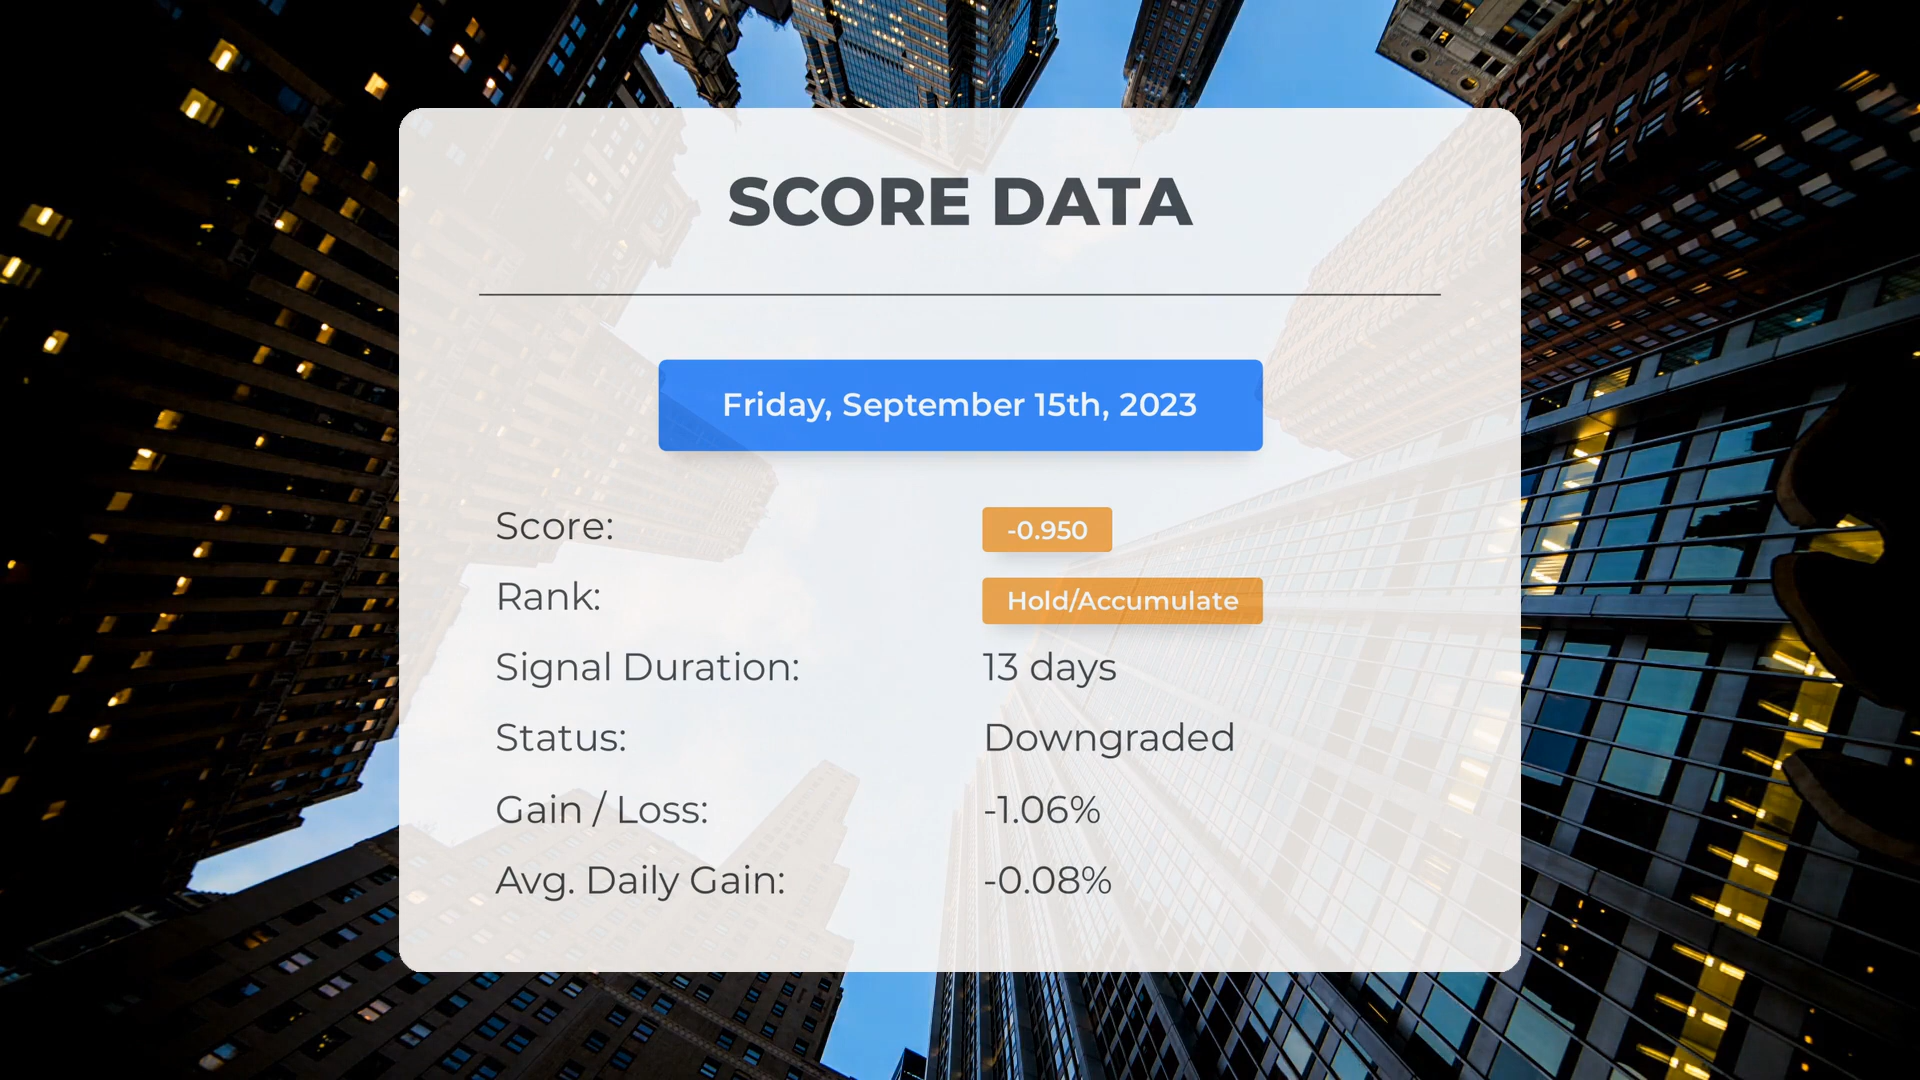 SCORE DATA
Friday, September 15th, 2023
Score: -0.950
Rank: Hold/Accumulate
Signal Duration: 13 days
Status: Downgraded
Gain / Loss: -1.06%
Avg. Daily Gain: -0.08%